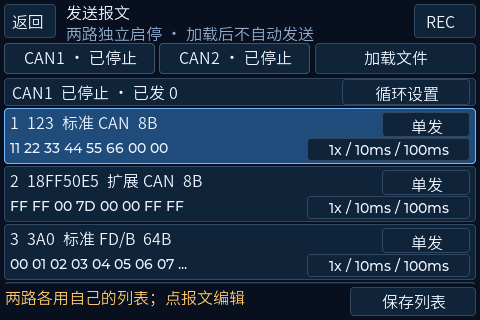 返回
发送报文
两路独立启停 · 加载后不自动发送
REC
CAN1 · 已停止
CAN2 · 已停止
加载文件
CAN1 已停止 · 已发 0
循环设置
1 123 标准 CAN 8B
单发
11 22 33 44 55 66 00 00
1x / 10ms / 100ms
2 18FF50E5 扩展 CAN 8B
单发
FF FF 00 7D 00 00 FF FF
1x / 10ms / 100ms
3 3A0 标准 FD/B 64B
单发
00 01 02 03 04 05 06 07 ...
1x / 10ms / 100ms
两路各用自己的列表；点报文编辑
保存列表